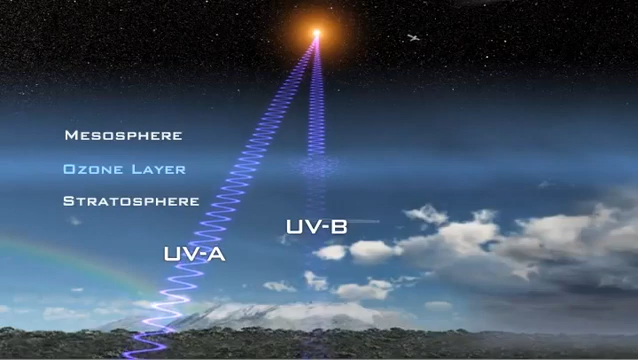 Mesosphere
Ozone Layer
Stratosphere
UV-B
UV-A